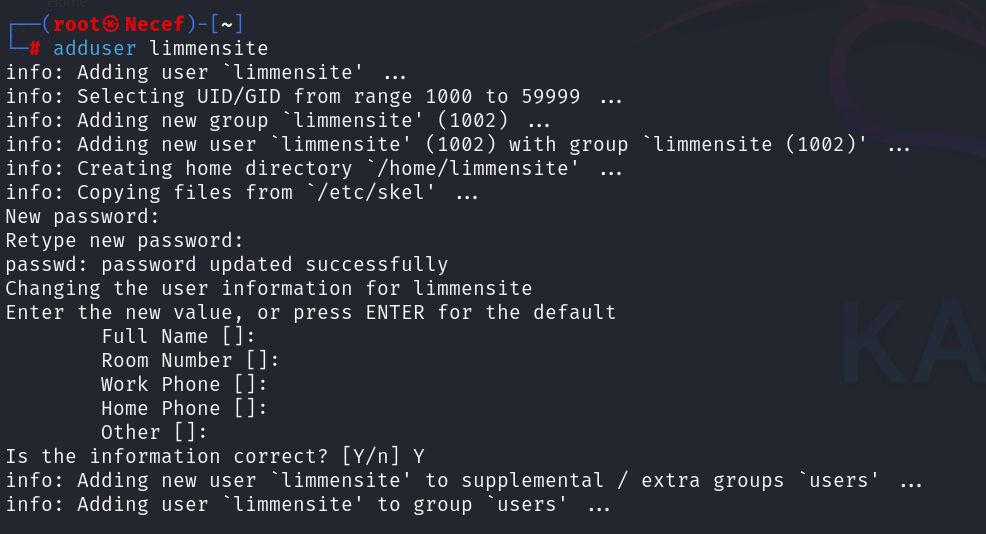 Home
┌──(root㉿Necef)-[~]
└─# adduser limmensite
info: Adding user `limmensite' ...
info: Selecting UID/GID from range 1000 to 59999 ...
info: Adding new group `limmensite' (1002) ...
info: Adding new user `limmensite' (1002) with group `limmensite (1002)' ...
info: Creating home directory `/home/limmensite' ...
info: Copying files from `/etc/skel' ...
New password:
Retype new password:
passwd: password updated successfully
Changing the user information for limmensite
Enter the new value, or press ENTER for the default
        Full Name []:
        Room Number []:
        Work Phone []:
        Home Phone []:
        Other []:
Is the information correct? [Y/n] Y
info: Adding new user `limmensite' to supplemental / extra groups `users' ...
info: Adding user `limmensite' to group `users' ...
KA